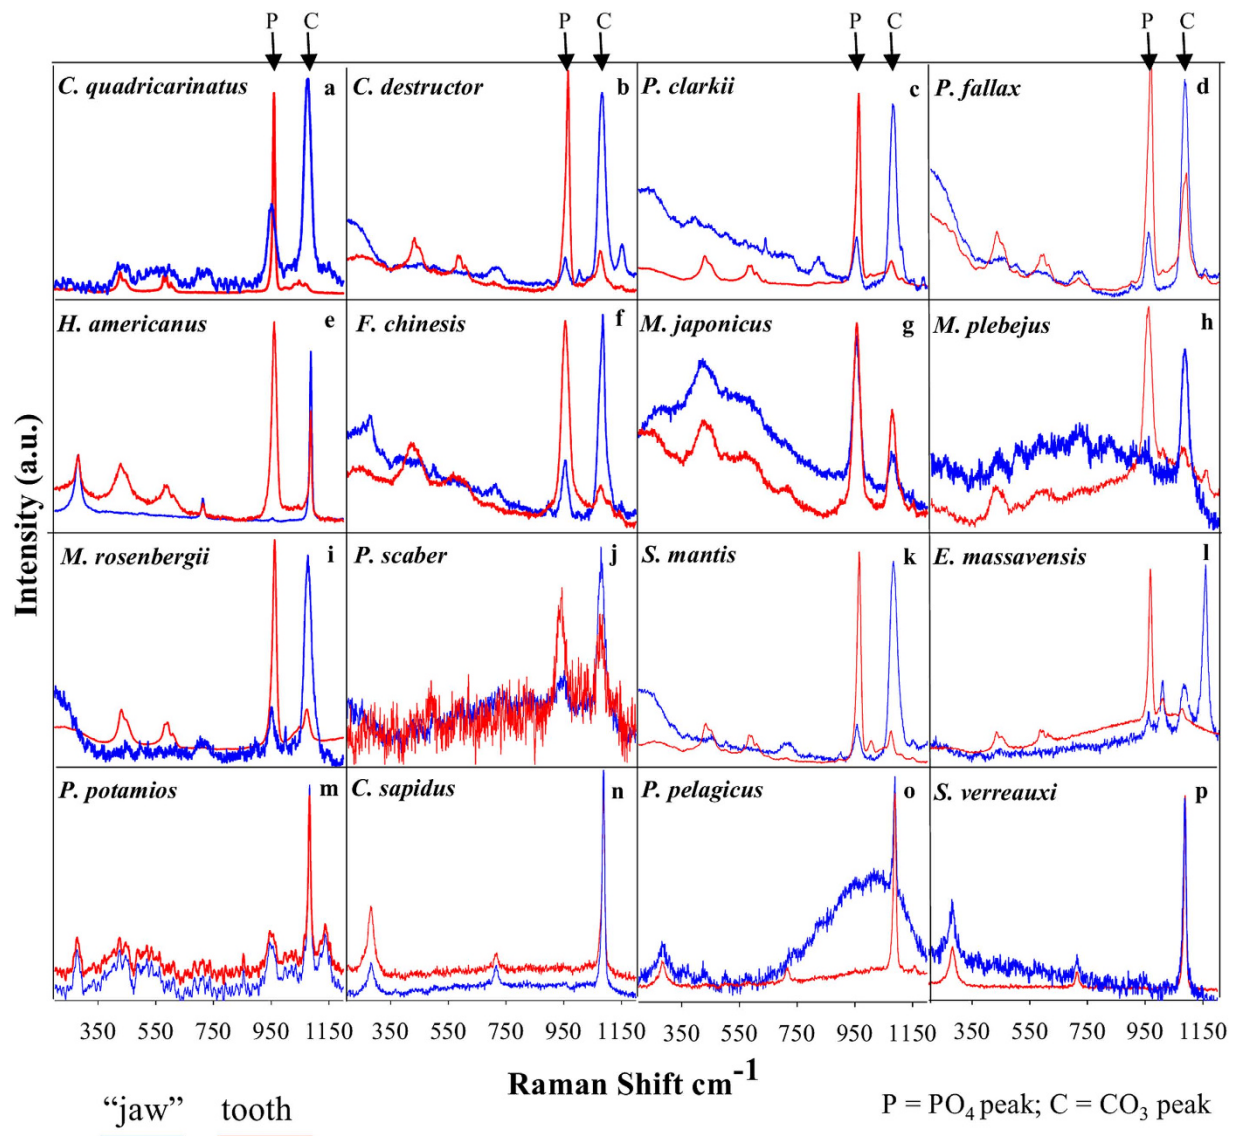 P C P C P C P C
C. quadricarinatus a C. destructor b P. clarkii c P. fallax d
H. americanus e F. chinesis f M. japonicus g M. plebejus h
M. rosenbergii i P. scaber j S. mantis k E. massavensis l
P. potamios m C. sapidus n P. pelagicus o S. verreauxi p
Intensity (a.u.)
350 550 750 950 1150 350 550 750 950 1150 350 550 750 950 1150 350 550 750 950 1150
Raman Shift cm-1
"jaw" tooth
P = PO4 peak; C = CO3 peak